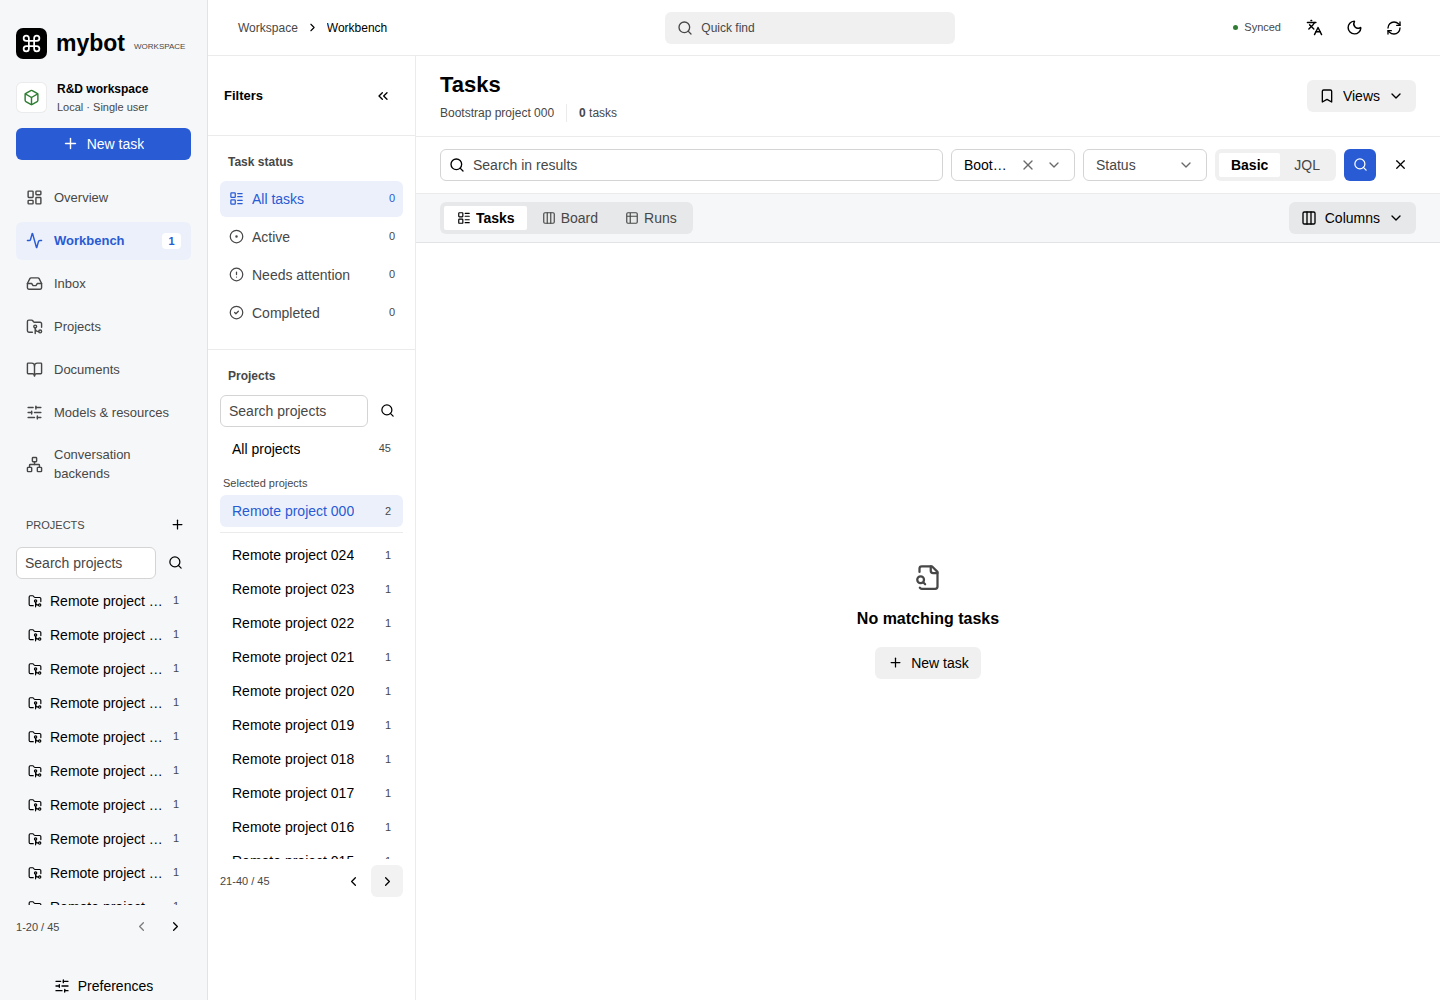 mybot WORKSPACE
R&D workspace
Local · Single user
New task
Overview
Workbench 1
Inbox
Projects
Documents
Models & resources
Conversation
backends
PROJECTS
Search projects
Remote project … 1
Remote project … 1
Remote project … 1
Remote project … 1
Remote project … 1
Remote project … 1
Remote project … 1
Remote project … 1
Remote project … 1
1-20 / 45
Preferences
Workspace Workbench
Quick find
Synced
Filters
Task status
All tasks 0
Active 0
Needs attention 0
Completed 0
Projects
Search projects
All projects 45
Selected projects
Remote project 000 2
Remote project 024 1
Remote project 023 1
Remote project 022 1
Remote project 021 1
Remote project 020 1
Remote project 019 1
Remote project 018 1
Remote project 017 1
Remote project 016 1
Remote project 015
21-40 / 45
Tasks
Bootstrap project 000 0 tasks
Views
Search in results
Boot…
Status
Basic JQL
Tasks Board Runs
Columns
No matching tasks
New task